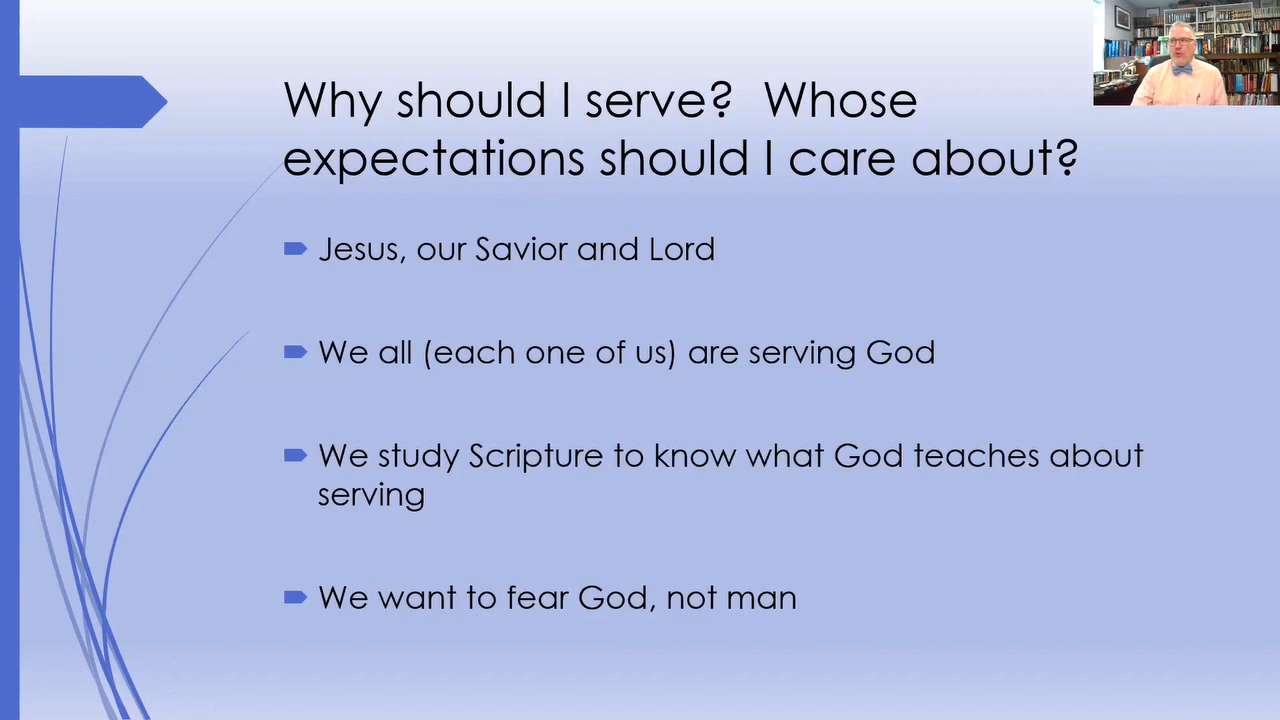 Why should I serve?  Whose
expectations should I care about?
Jesus, our Savior and Lord
We all (each one of us) are serving God
We study Scripture to know what God teaches about
serving
We want to fear God, not man